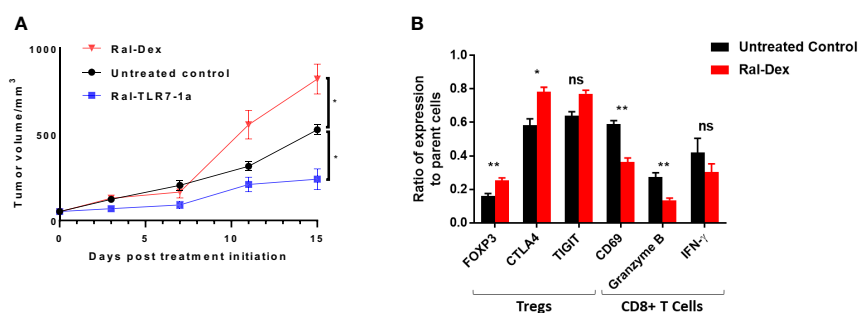 A
Ral-Dex
Untreated control
Ral-TLR7-1a
Tumor volume/mm³
1000
500
0
0
5
10
15
*
*
Days post treatment initiation
B
Untreated Control
Ral-Dex
Ratio of expression
to parent cells
1.0
0.8
0.6
0.4
0.2
0.0
**
*
ns
**
**
ns
FOXP3
CTLA4
TIGIT
CD69
Granzyme B
IFN-γ
Tregs
CD8+ T Cells